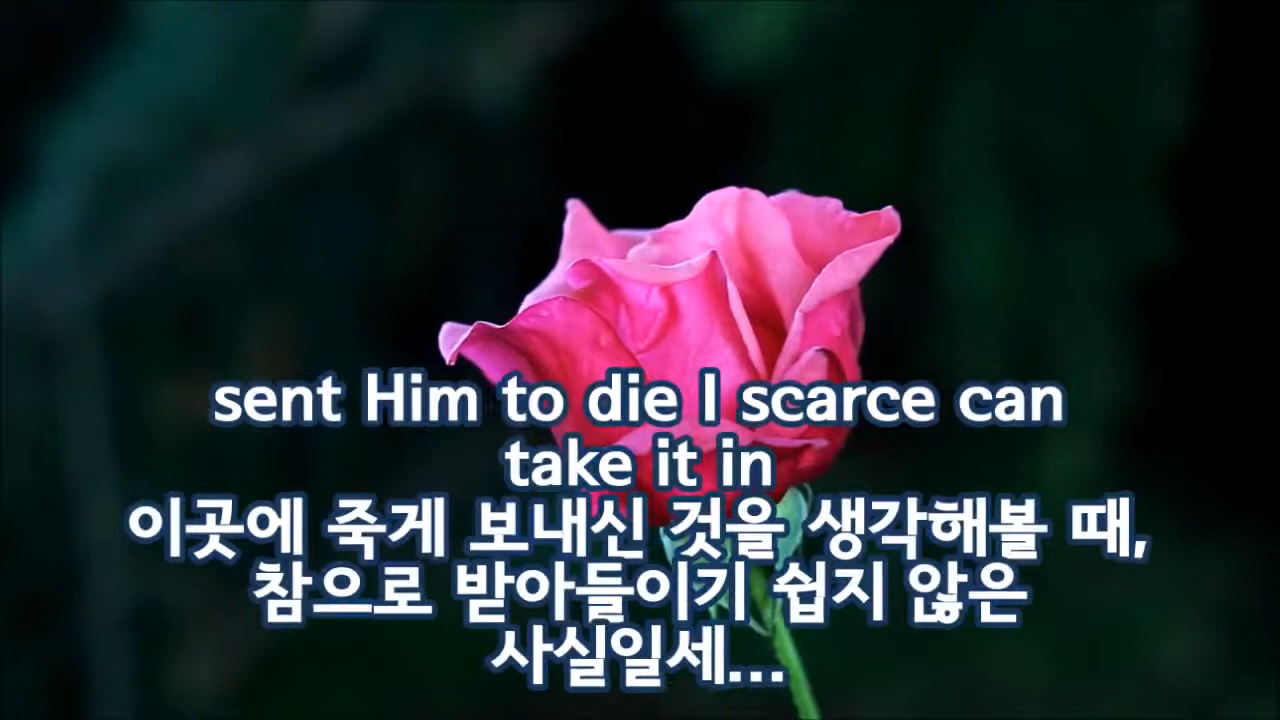 sent Him to die I scarce can
take it in
이곳에 죽게 보내신 것을 생각해볼 때,
참으로 받아들이기 쉽지 않은
사실일세...